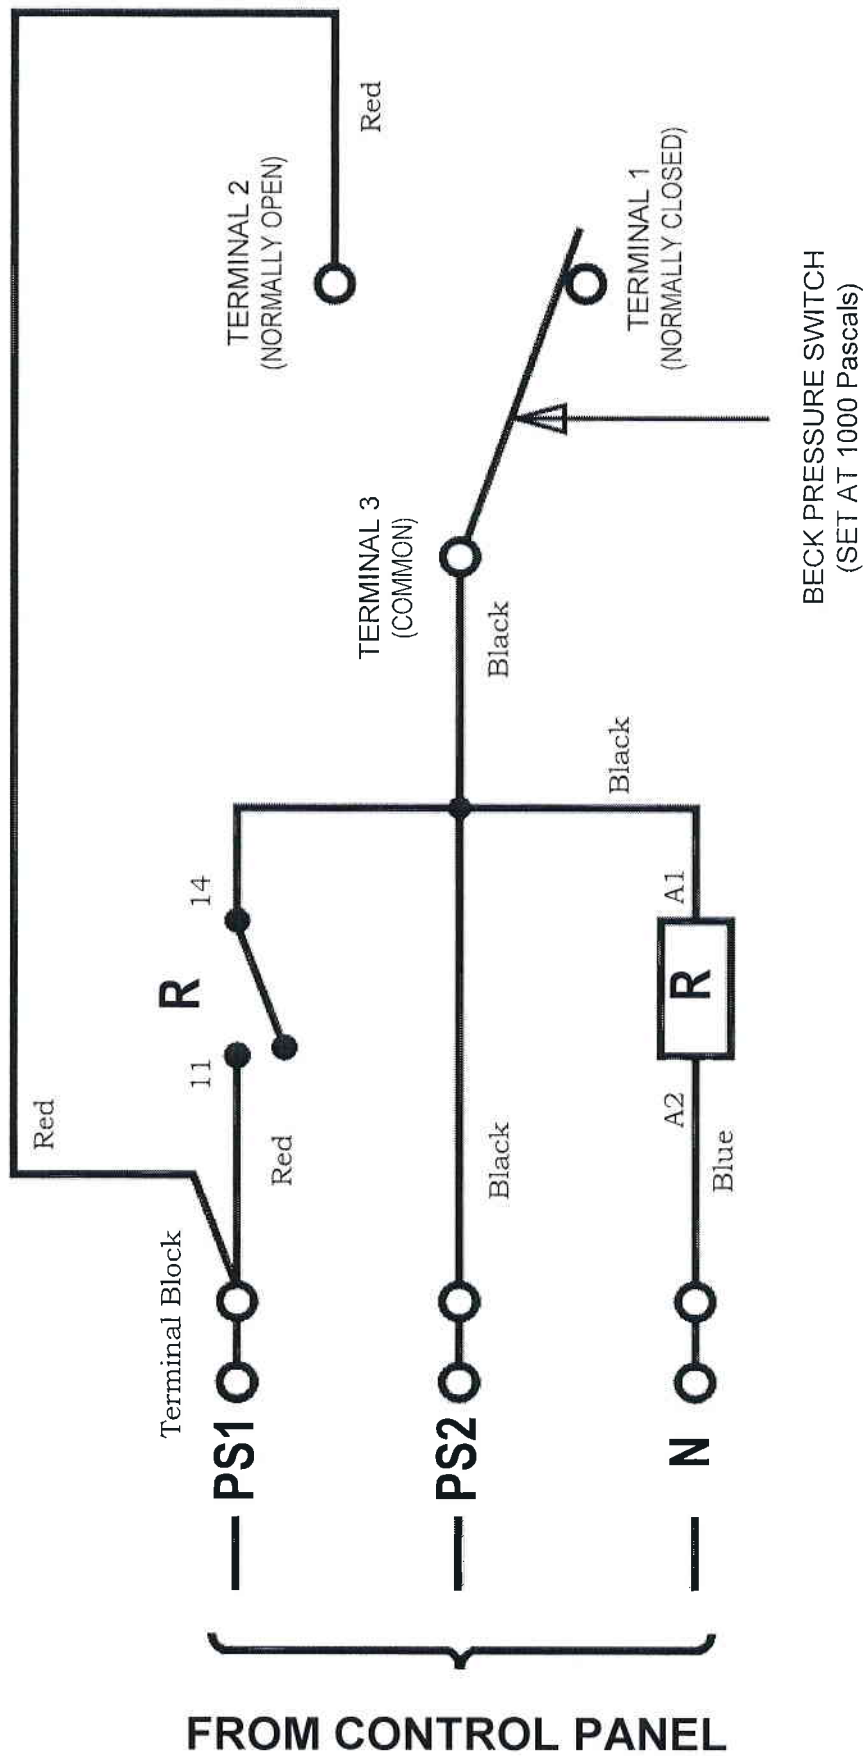 FROM CONTROL PANEL
PS1
PS2
N
Terminal Block
Red
Red
R
11
14
Black
Blue
A2
R
A1
Black
Black
TERMINAL 3
(COMMON)
TERMINAL 2
(NORMALLY OPEN)
Red
TERMINAL 1
(NORMALLY CLOSED)
BECK PRESSURE SWITCH
(SET AT 1000 Pascals)